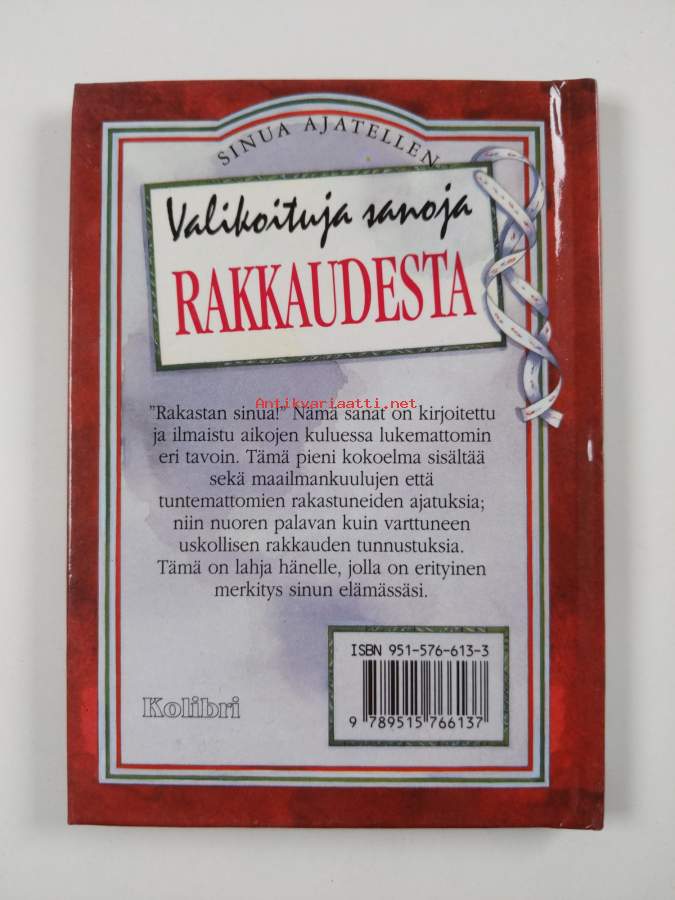 SINUA AJATELLEN
Valikoituja sanoja
RAKKAUDESTA
Antikvariaatti.net
"Rakastan sinua!" Nämä sanat on kirjoitettu
ja ilmaistu aikojen kuluessa lukemattomin
eri tavoin. Tämä pieni kokoelma sisältää
sekä maailmankuulujen että
tuntemattomien rakastuneiden ajatuksia;
niin nuoren palavan kuin varttuneen
uskollisen rakkauden tunnustuksia.
Tämä on lahja hänelle, jolla on erityinen
merkitys sinun elämässäsi.
ISBN 951-576-613-3
9 789515 766137
Kolibri